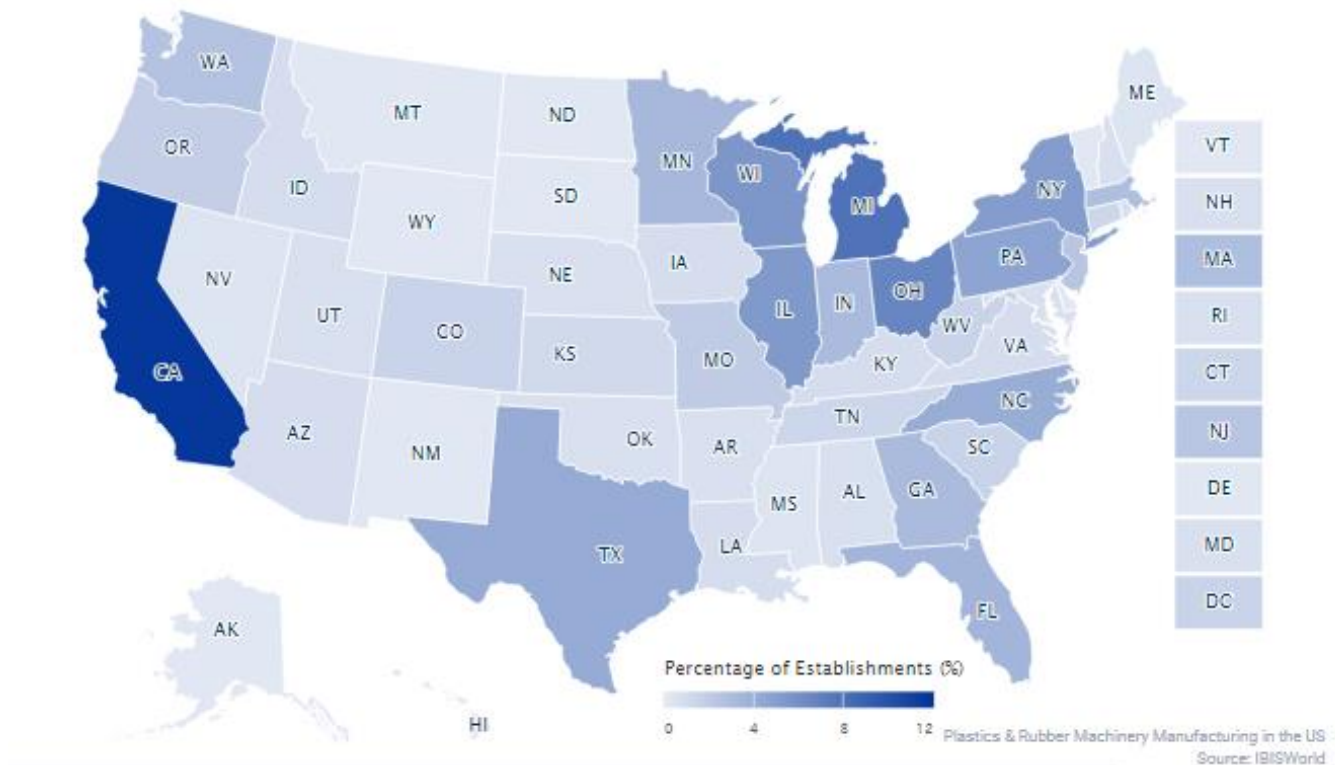 WA
MT
ND
ME
OR
MN
VT
ID
WI
NY
SD
NH
WY
MI
MA
PA
NV
NE
IA
OH
IL
IN
RI
UT
CO
WV
KS
MO
VA
KY
CT
CA
NC
TN
AZ
NM
OK
AR
SC
NJ
MS
AL
GA
DE
LA
TX
MD
DC
AK
FL
HI
Percentage of Establishments (%)
0 4 8 12
Plastics & Rubber Machinery Manufacturing in the US
Source: IBISWorld